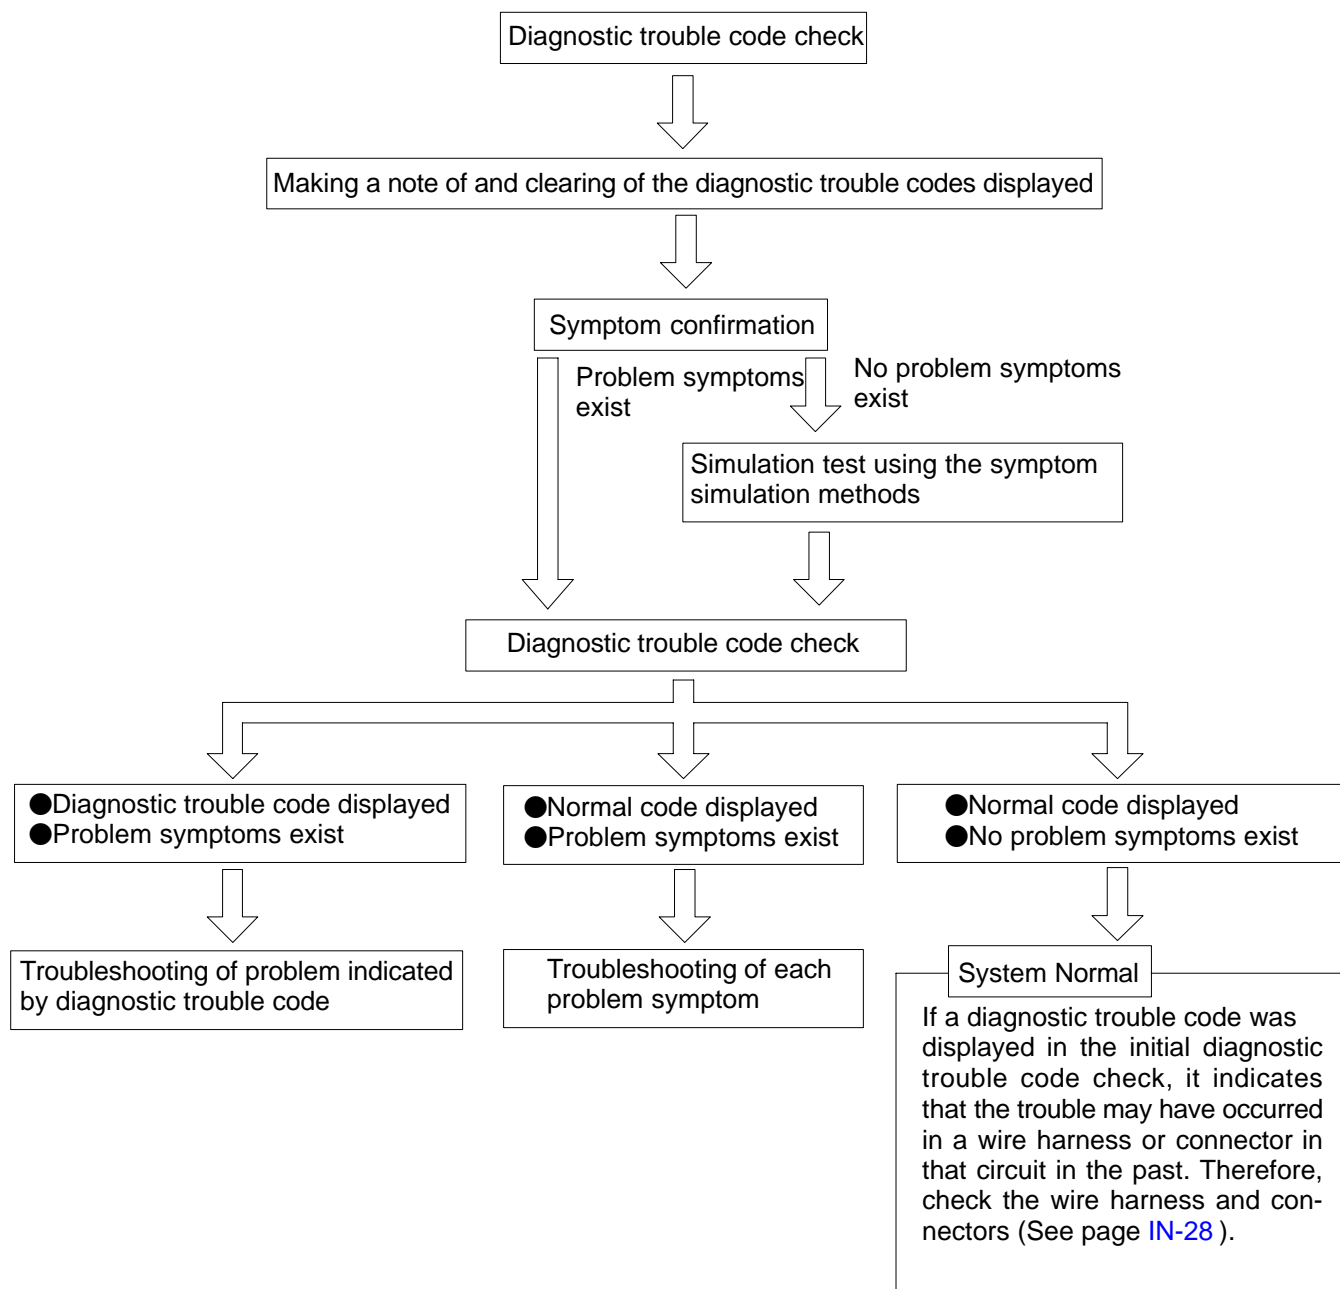 Diagnostic trouble code check
Making a note of and clearing of the diagnostic trouble codes displayed
Symptom confirmation
Problem symptoms
exist
No problem symptoms
exist
Simulation test using the symptom
simulation methods
Diagnostic trouble code check
●Diagnostic trouble code displayed
●Problem symptoms exist
●Normal code displayed
●Problem symptoms exist
●Normal code displayed
●No problem symptoms exist
Troubleshooting of problem indicated
by diagnostic trouble code
Troubleshooting of each
problem symptom
System Normal
If a diagnostic trouble code was
displayed in the initial diagnostic
trouble code check, it indicates
that the trouble may have occurred
in a wire harness or connector in
that circuit in the past. Therefore,
check the wire harness and con-
nectors (See page IN-28 ).